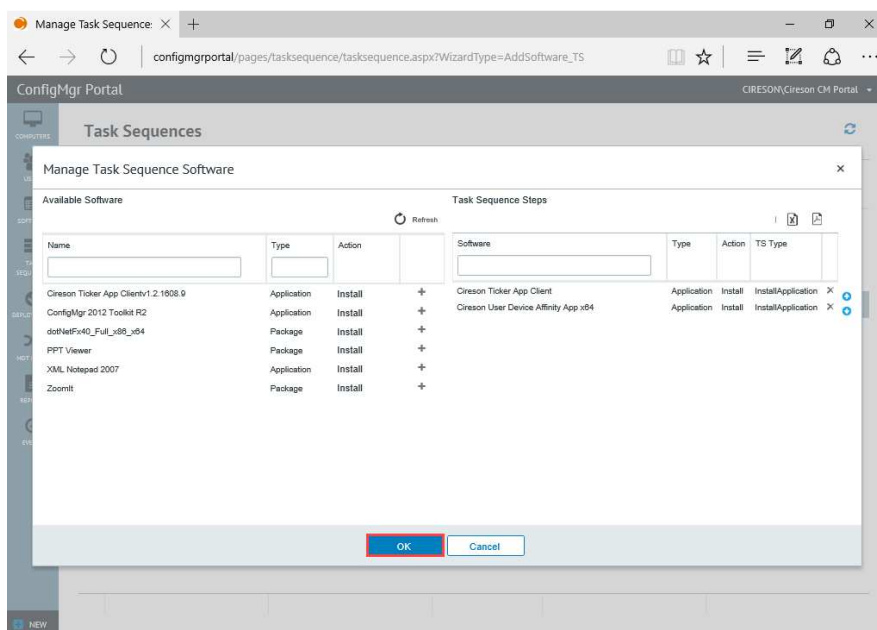 Manage Task Sequence:
configmgrportal/pages/tasksequence/tasksequence.aspx?WizardType=AddSoftware_TS
ConfigMgr Portal
CIRESON\Cireson CM Portal
COMPUTERS
Task Sequences
Manage Task Sequence Software
Available Software
Task Sequence Steps
Refresh
Name Type Action
Software Type Action TS Type
Cireson Ticker App Clientv1.2.1608.9 Application Install
ConfigMgr 2012 Toolkit R2 Application Install
dotNetFx40_Full_x86_x64 Package Install
PPT Viewer Package Install
XML Notepad 2007 Application Install
ZoomIt Package Install
Cireson Ticker App Client Application Install InstallApplication
Cireson User Device Affinity App x64 Application Install InstallApplication
OK
Cancel
NEW